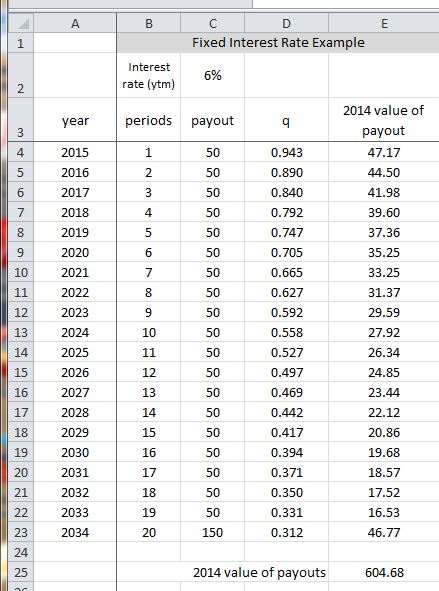 A B C D E
1 Fixed Interest Rate Example
2 Interest rate (ytm) 6%
3 year periods payout q 2014 value of payout
4 2015 1 50 0.943 47.17
5 2016 2 50 0.890 44.50
6 2017 3 50 0.840 41.98
7 2018 4 50 0.792 39.60
8 2019 5 50 0.747 37.36
9 2020 6 50 0.705 35.25
10 2021 7 50 0.665 33.25
11 2022 8 50 0.627 31.37
12 2023 9 50 0.592 29.59
13 2024 10 50 0.558 27.92
14 2025 11 50 0.527 26.34
15 2026 12 50 0.497 24.85
16 2027 13 50 0.469 23.44
17 2028 14 50 0.442 22.12
18 2029 15 50 0.417 20.86
19 2030 16 50 0.394 19.68
20 2031 17 50 0.371 18.57
21 2032 18 50 0.350 17.52
22 2033 19 50 0.331 16.53
23 2034 20 150 0.312 46.77
24
25 2014 value of payouts 604.68